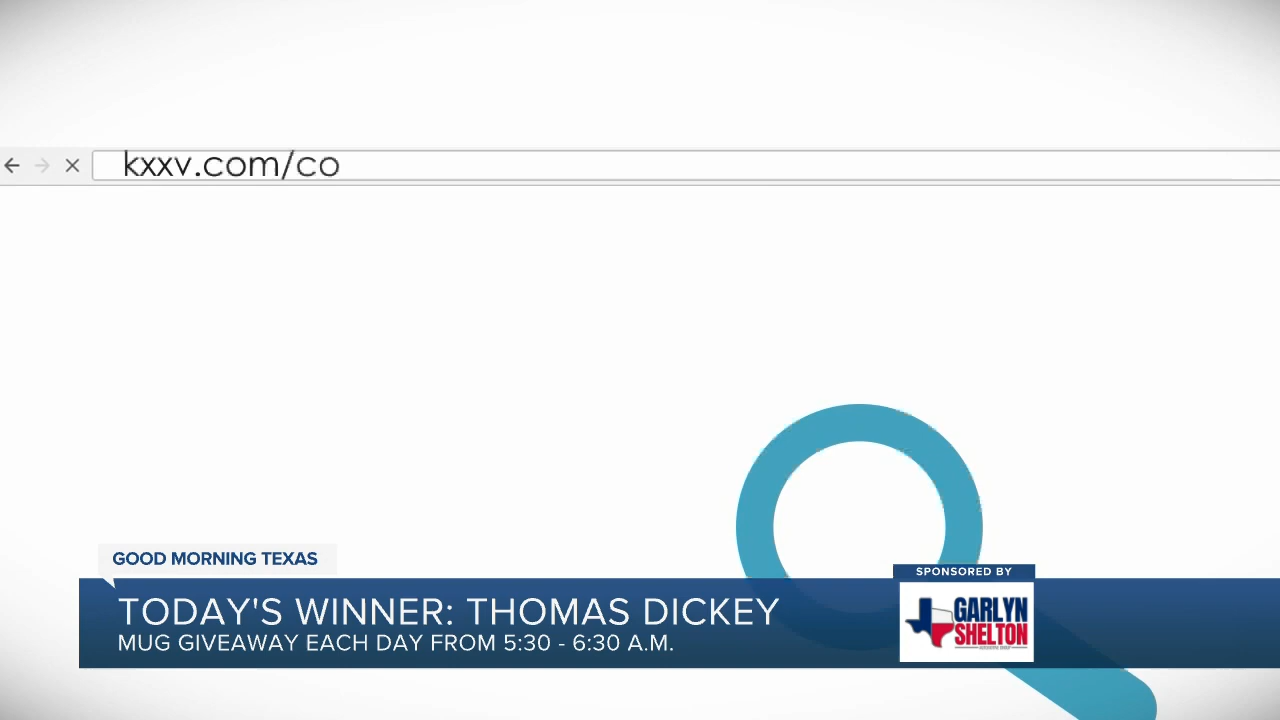 kxxv.com/co
GOOD MORNING TEXAS
TODAY'S WINNER: THOMAS DICKEY
MUG GIVEAWAY EACH DAY FROM 5:30 - 6:30 A.M.
SPONSORED BY
GARLYN
SHELTON